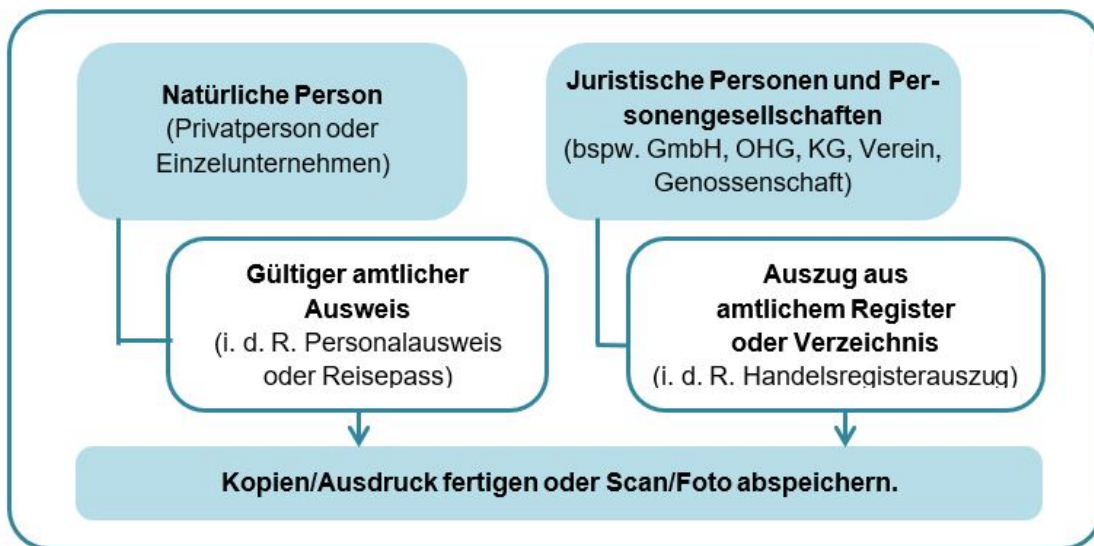 Natürliche Person
(Privatperson oder
Einzelunternehmen)
Juristische Personen und Per-
sonengesellschaften
(bspw. GmbH, OHG, KG, Verein,
Genossenschaft)
Gültiger amtlicher
Ausweis
(i. d. R. Personalausweis
oder Reisepass)
Auszug aus
amtlichem Register
oder Verzeichnis
(i. d. R. Handelsregisterauszug)
Kopien/Ausdruck fertigen oder Scan/Foto abspeichern.